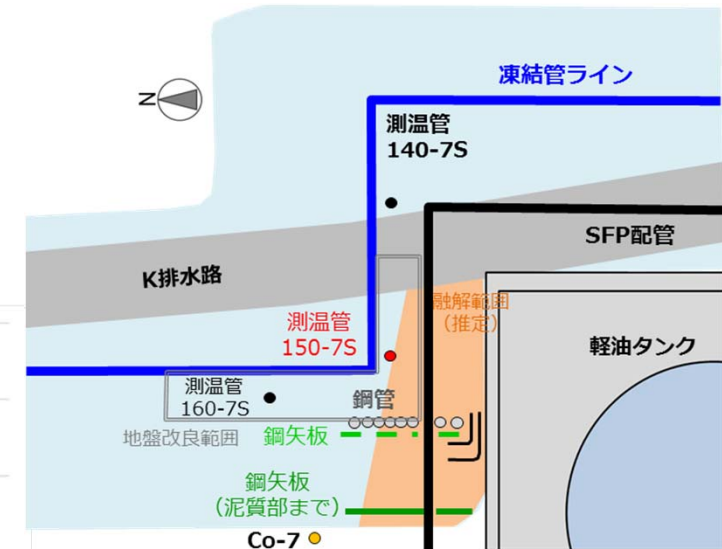 凍結管ライン
N
測温管
140-7S
SFP配管
K排水路
融解範囲
(推定)
測温管
150-7S
軽油タンク
測温管
160-7S
鋼管
地盤改良範囲
鋼矢板
鋼矢板
(泥質部まで)
Co-7